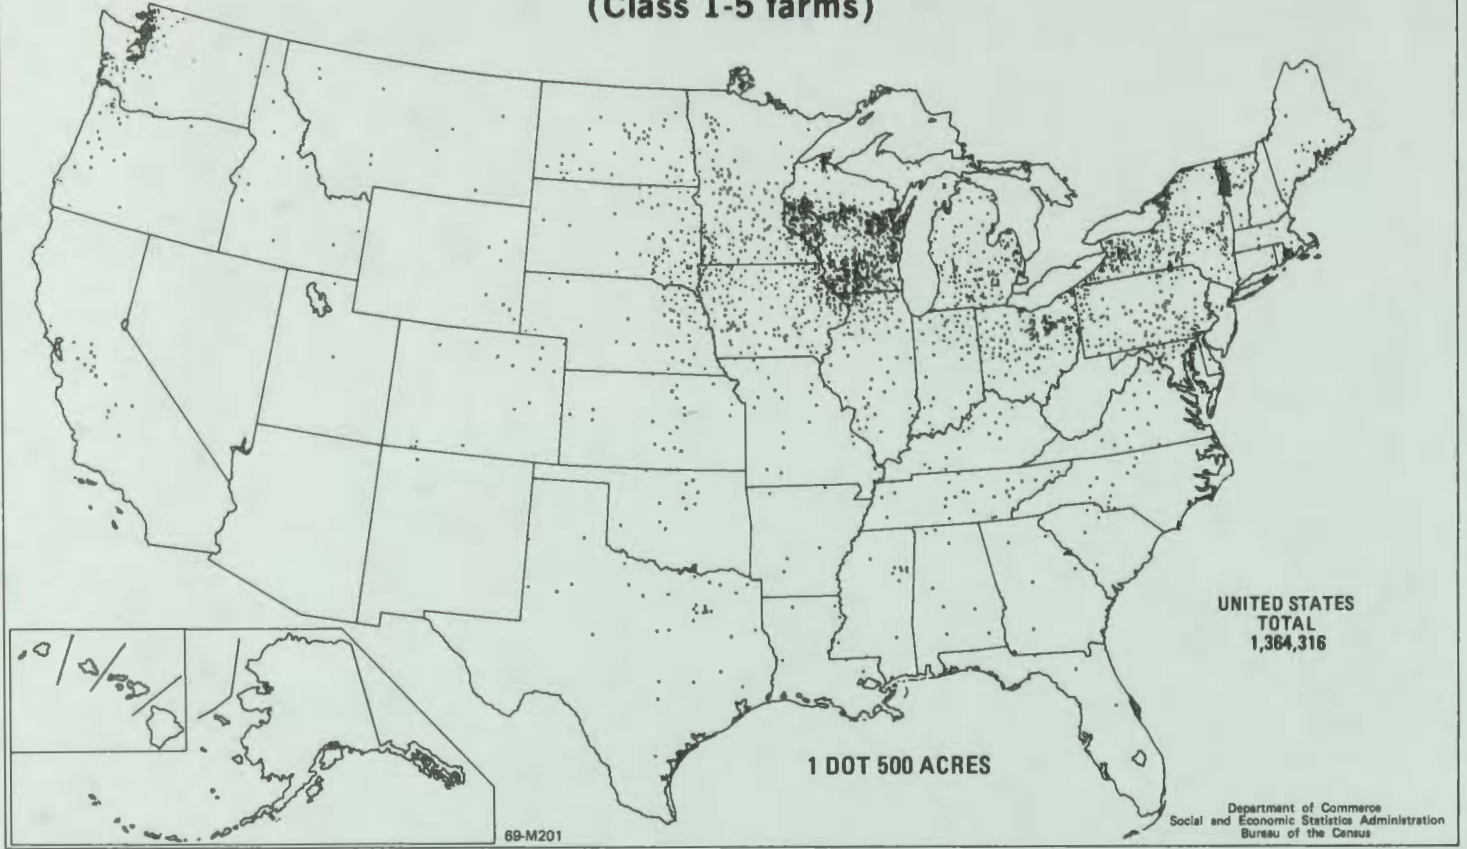 (Class 1-5 farms)
UNITED STATES
TOTAL
1,364,316
1 DOT 500 ACRES
69-M201
Department of Commerce
Social and Economic Statistics Administration
Bureau of the Census